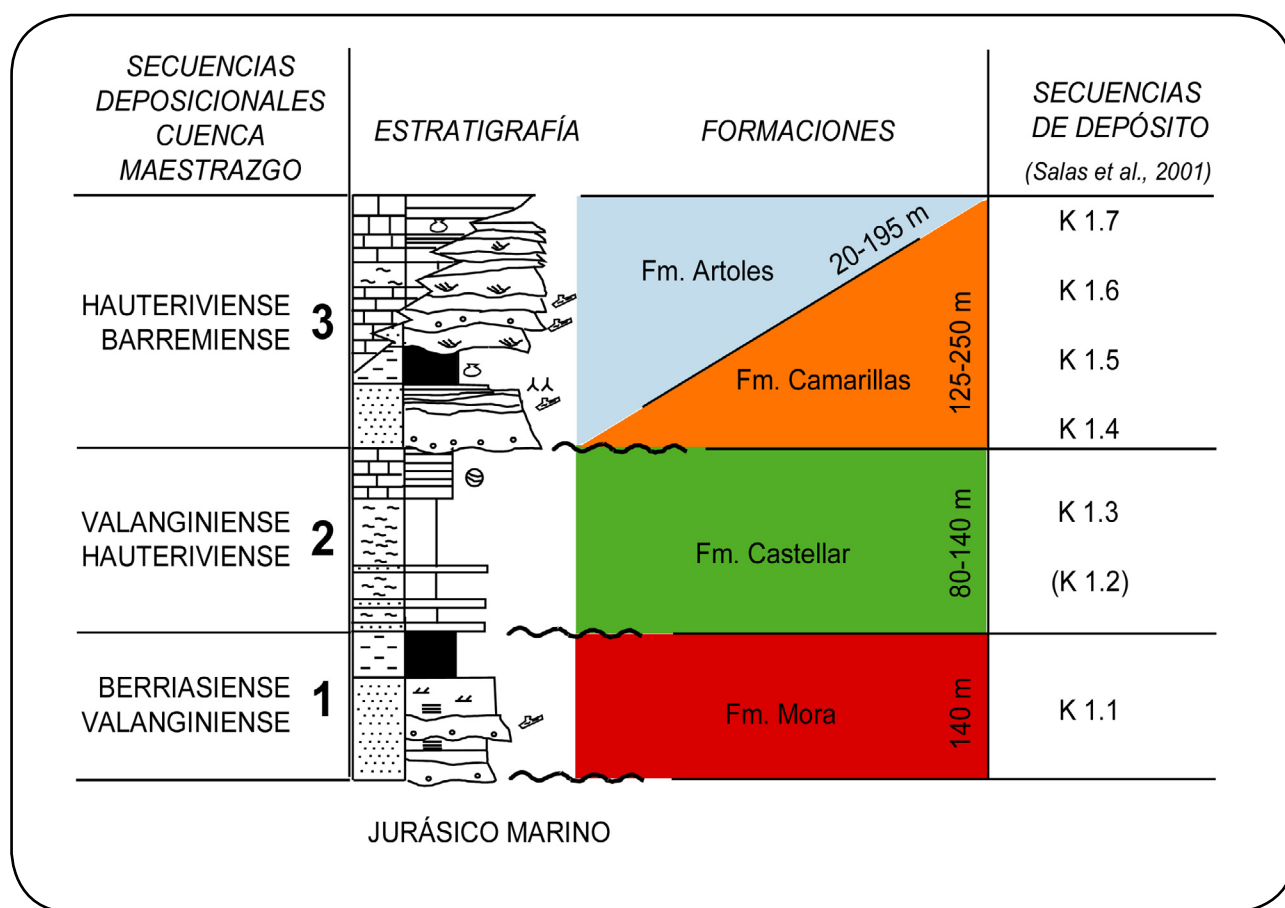 SECUENCIAS
DEPOSICIONALES
CUENCA
MAESTRAZGO
ESTRATIGRAFÍA
FORMACIONES
SECUENCIAS
DE DEPÓSITO
(Salas et al., 2001)
HAUTERIVIENSE
BARREMIENSE
3
Fm. Artoles
20-195 m
Fm. Camarillas
125-250 m
K 1.7
K 1.6
K 1.5
K 1.4
VALANGINIENSE
HAUTERIVIENSE
2
Fm. Castellar
80-140 m
K 1.3
(K 1.2)
BERRIASIENSE
VALANGINIENSE
1
Fm. Mora
140 m
K 1.1
JURÁSICO MARINO